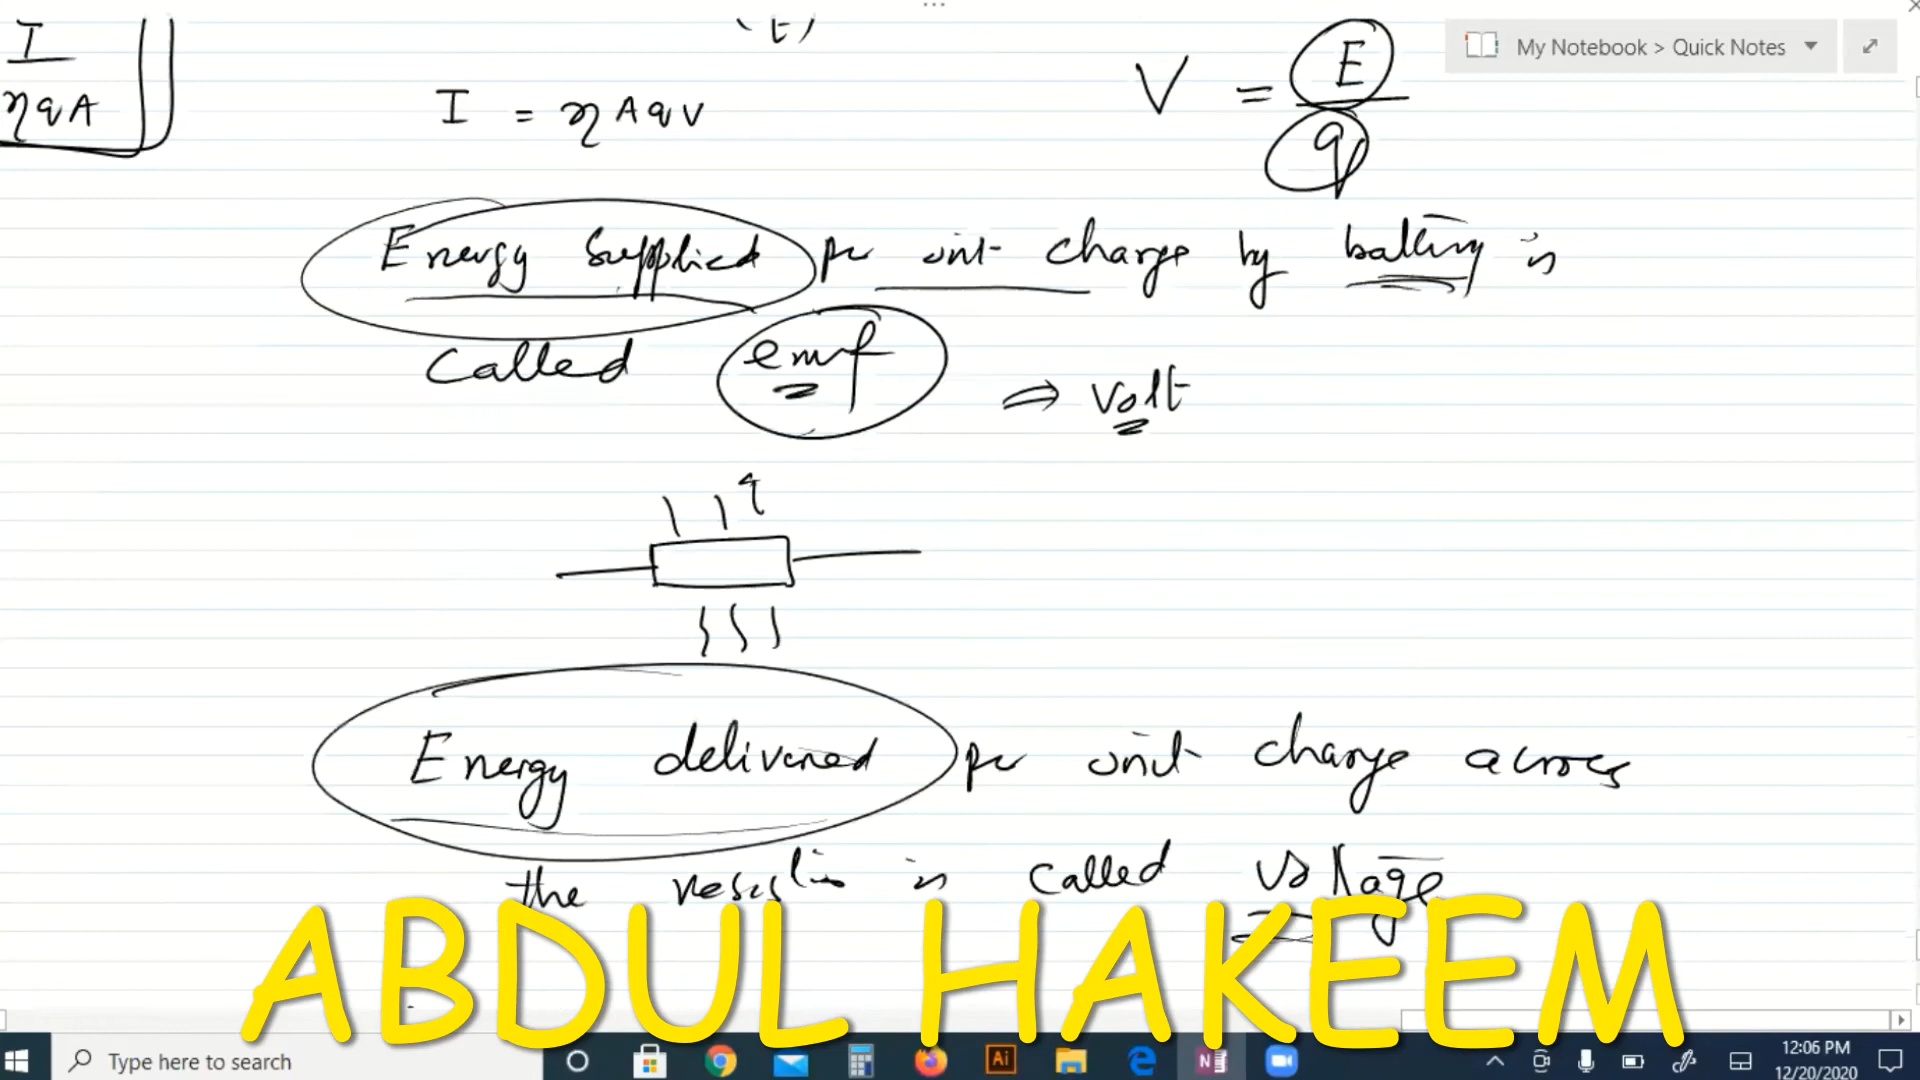 My Notebook > Quick Notes
I
ηqA
(t)
I = ηAqV
V = E
q
Energy supplied per unit charge by battery is
called emf ⇒ volt
Energy delivered per unit charge across
the resistor is called voltage
ABDUL HAKEEM
Type here to search
Ai
N
12:06 PM
12/20/2020